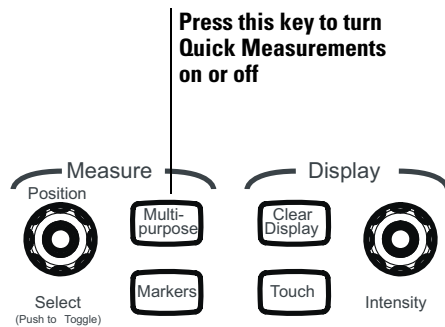 Press this key to turn
Quick Measurements
on or off
Measure
Display
Position
Multi-
purpose
Clear
Display
Markers
Touch
Select
(Push to Toggle)
Intensity